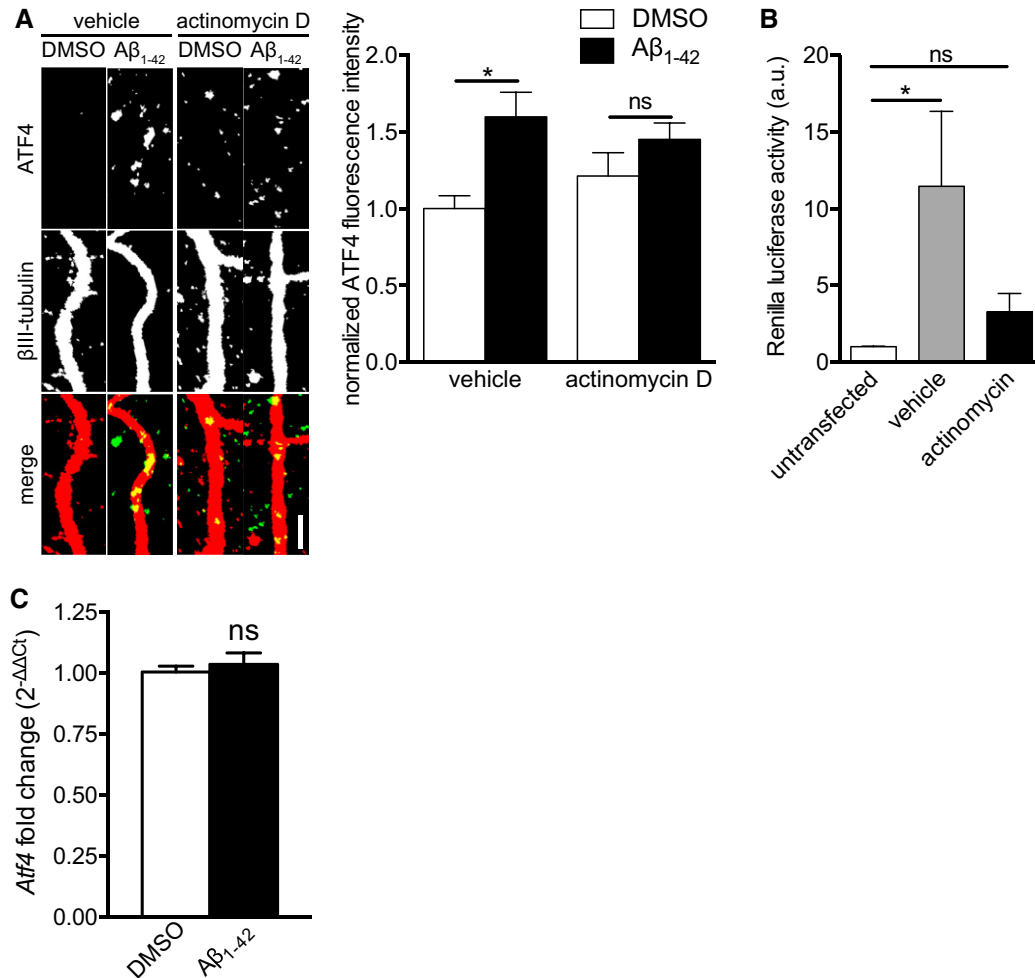 A
vehicle actinomycin D
DMSO Aβ1-42 DMSO Aβ1-42
ATF4
βIII-tubulin
merge
DMSO
Aβ1-42
normalized ATF4 fluorescence intensity
2.0
1.5
1.0
0.5
0.0
*
ns
vehicle actinomycin D
B
Renilla luciferase activity (a.u.)
20
15
10
5
0
ns
*
untransfected
vehicle
actinomycin
C
Atf4 fold change (2-ΔΔCt)
1.25
1.00
0.75
0.50
0.25
0.00
ns
DMSO
Aβ1-42